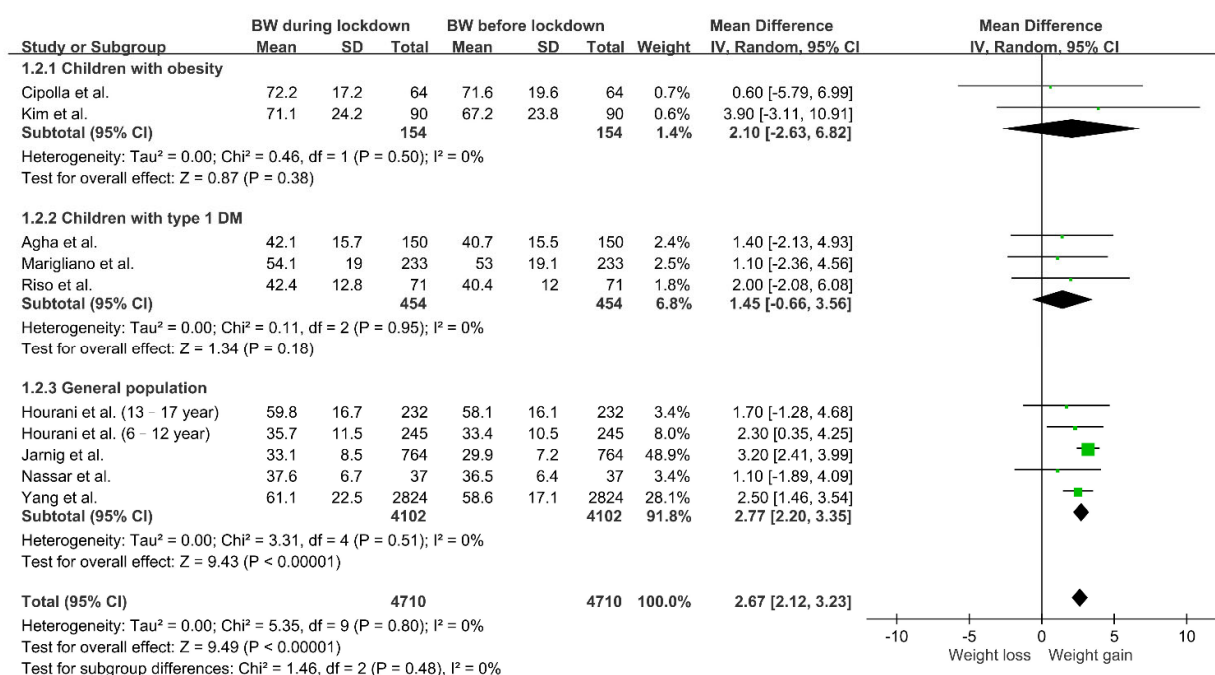 BW during lockdown BW before lockdown Mean Difference Mean Difference
Study or Subgroup Mean SD Total Mean SD Total Weight IV, Random, 95% CI IV, Random, 95% CI
1.2.1 Children with obesity
Cipolla et al. 72.2 17.2 64 71.6 19.6 64 0.7% 0.60 [-5.79, 6.99]
Kim et al. 71.1 24.2 90 67.2 23.8 90 0.6% 3.90 [-3.11, 10.91]
Subtotal (95% CI) 154 154 1.4% 2.10 [-2.63, 6.82]
Heterogeneity: Tau² = 0.00; Chi² = 0.46, df = 1 (P = 0.50); I² = 0%
Test for overall effect: Z = 0.87 (P = 0.38)
1.2.2 Children with type 1 DM
Agha et al. 42.1 15.7 150 40.7 15.5 150 2.4% 1.40 [-2.13, 4.93]
Marigliano et al. 54.1 19 233 53 19.1 233 2.5% 1.10 [-2.36, 4.56]
Riso et al. 42.4 12.8 71 40.4 12 71 1.8% 2.00 [-2.08, 6.08]
Subtotal (95% CI) 454 454 6.8% 1.45 [-0.66, 3.56]
Heterogeneity: Tau² = 0.00; Chi² = 0.11, df = 2 (P = 0.95); I² = 0%
Test for overall effect: Z = 1.34 (P = 0.18)
1.2.3 General population
Hourani et al. (13 – 17 year) 59.8 16.7 232 58.1 16.1 232 3.4% 1.70 [-1.28, 4.68]
Hourani et al. (6 – 12 year) 35.7 11.5 245 33.4 10.5 245 8.0% 2.30 [0.35, 4.25]
Jarnig et al. 33.1 8.5 764 29.9 7.2 764 48.9% 3.20 [2.41, 3.99]
Nassar et al. 37.6 6.7 37 36.5 6.4 37 3.4% 1.10 [-1.89, 4.09]
Yang et al. 61.1 22.5 2824 58.6 17.1 2824 28.1% 2.50 [1.46, 3.54]
Subtotal (95% CI) 4102 4102 91.8% 2.77 [2.20, 3.35]
Heterogeneity: Tau² = 0.00; Chi² = 3.31, df = 4 (P = 0.51); I² = 0%
Test for overall effect: Z = 9.43 (P < 0.00001)
Total (95% CI) 4710 4710 100.0% 2.67 [2.12, 3.23]
Heterogeneity: Tau² = 0.00; Chi² = 5.35, df = 9 (P = 0.80); I² = 0%
Test for overall effect: Z = 9.49 (P < 0.00001)
Test for subgroup differences: Chi² = 1.46, df = 2 (P = 0.48), I² = 0%
-10 -5 0 5 10
Weight loss Weight gain